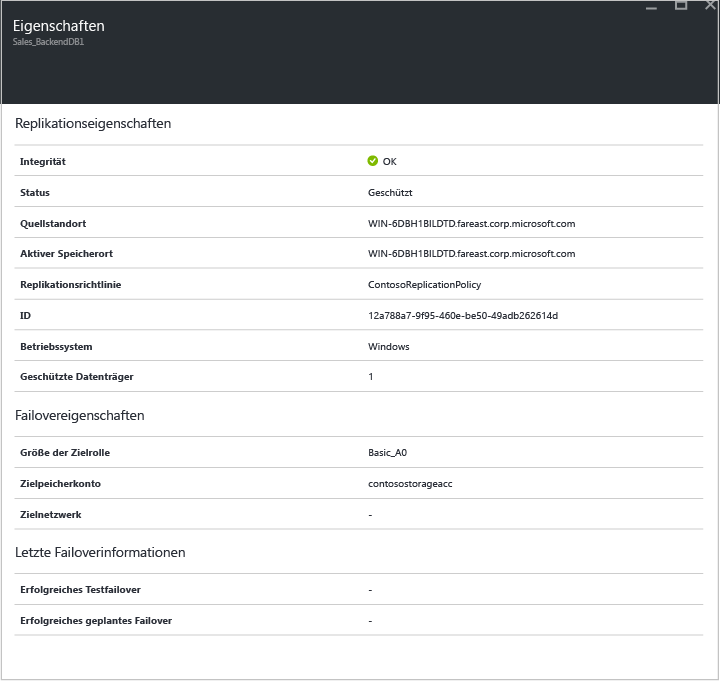 Eigenschaften
Sales_BackendDB1
Replikationseigenschaften
Integrität OK
Status Geschützt
Quellstandort WIN-6DBH1BILDTD.fareast.corp.microsoft.com
Aktiver Speicherort WIN-6DBH1BILDTD.fareast.corp.microsoft.com
Replikationsrichtlinie ContosoReplicationPolicy
ID 12a788a7-9f95-460e-be50-49adb262614d
Betriebssystem Windows
Geschützte Datenträger 1
Failovereigenschaften
Größe der Zielrolle Basic_A0
Zielpeicherkonto contosostorageacc
Zielnetzwerk -
Letzte Failoverinformationen
Erfolgreiches Testfailover -
Erfolgreiches geplantes Failover -